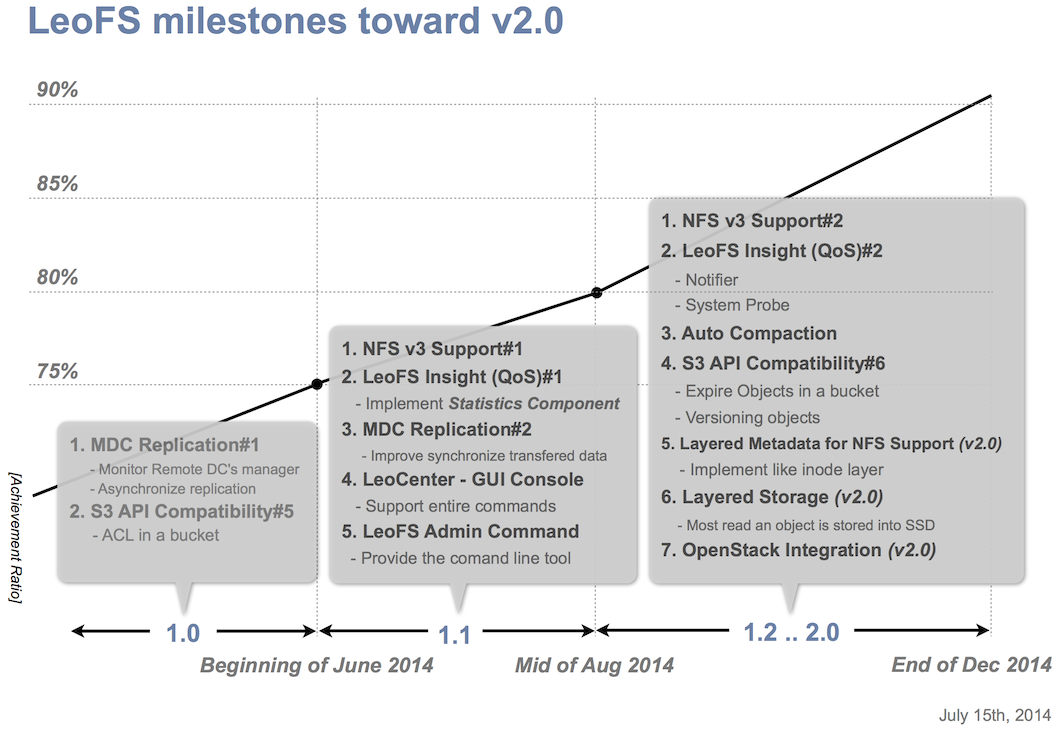 LeoFS milestones toward v2.0
90%
85%
80%
75%
[Achievement Ratio]
1. MDC Replication#1
- Monitor Remote DC's manager
- Asynchronize replication
2. S3 API Compatibility#5
- ACL in a bucket
1. NFS v3 Support#1
2. LeoFS Insight (QoS)#1
- Implement Statistics Component
3. MDC Replication#2
- Improve synchronize transfered data
4. LeoCenter - GUI Console
- Support entire commands
5. LeoFS Admin Command
- Provide the comand line tool
1. NFS v3 Support#2
2. LeoFS Insight (QoS)#2
- Notifier
- System Probe
3. Auto Compaction
4. S3 API Compatibility#6
- Expire Objects in a bucket
- Versioning objects
5. Layered Metadata for NFS Support (v2.0)
- Implement like inode layer
6. Layered Storage (v2.0)
- Most read an object is stored into SSD
7. OpenStack Integration (v2.0)
1.0
1.1
1.2 .. 2.0
Beginning of June 2014
Mid of Aug 2014
End of Dec 2014
July 15th, 2014